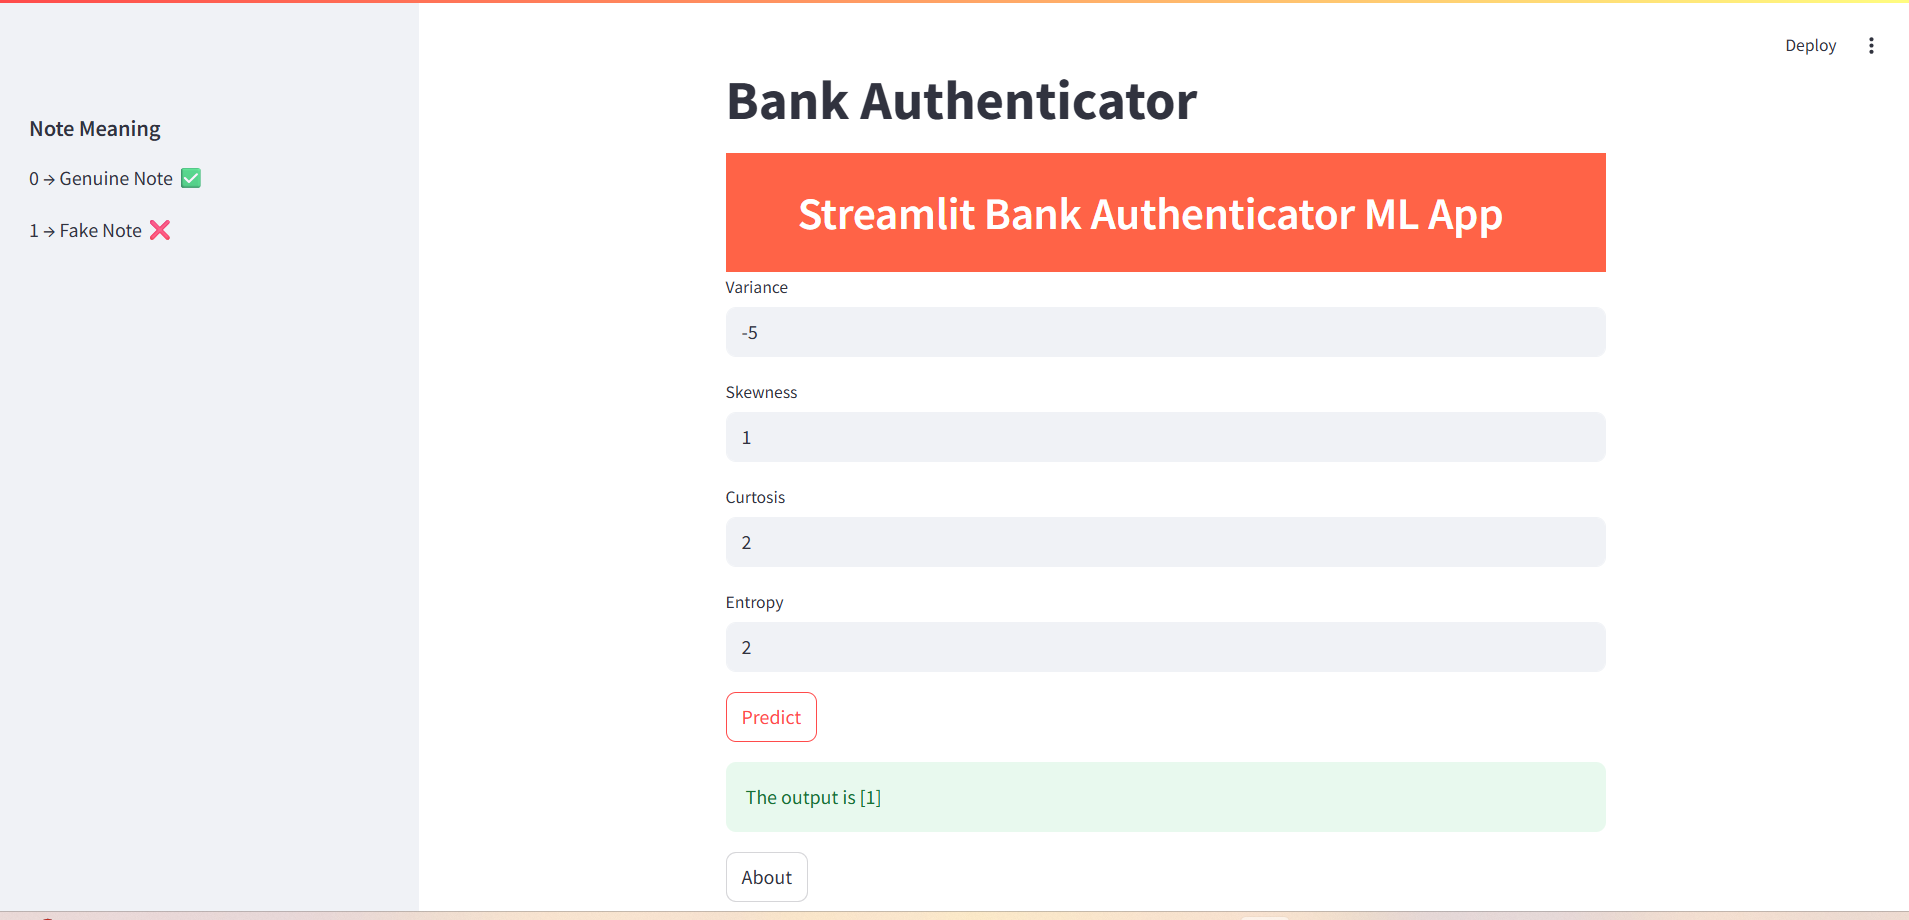 Deploy
Note Meaning
0 → Genuine Note ✅
1 → Fake Note ❌
Bank Authenticator
Streamlit Bank Authenticator ML App
Variance
-5
Skewness
1
Curtosis
2
Entropy
2
Predict
The output is [1]
About